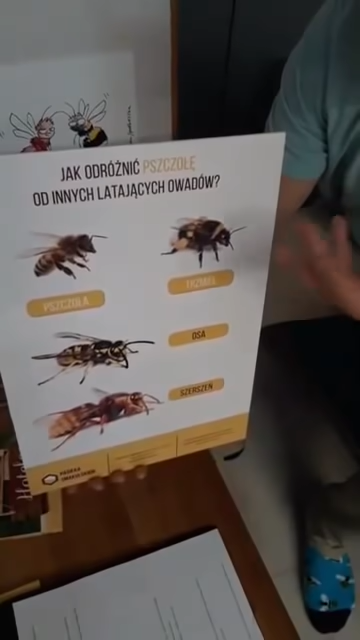 JAK ODRÓŻNIĆ PSZCZOŁĘ
OD INNYCH LATAJĄCYCH OWADÓW?
PSZCZOŁA
TRZMIEL
OSA
SZERSZEŃ